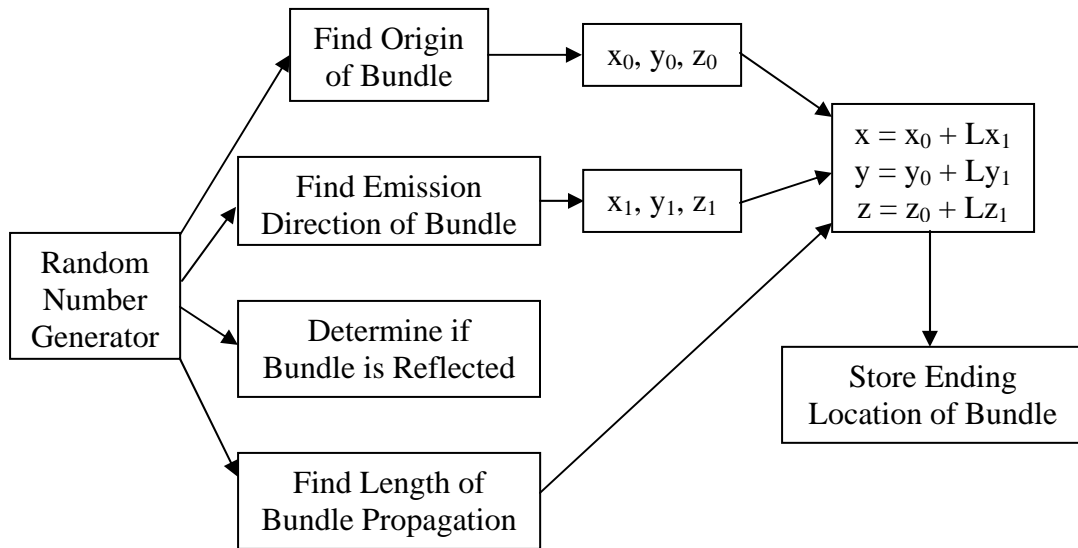 Find Origin
of Bundle
x₀, y₀, z₀
x = x₀ + Lx₁
y = y₀ + Ly₁
z = z₀ + Lz₁
Find Emission
Direction of Bundle
x₁, y₁, z₁
Random
Number
Generator
Determine if
Bundle is Reflected
Store Ending
Location of Bundle
Find Length of
Bundle Propagation